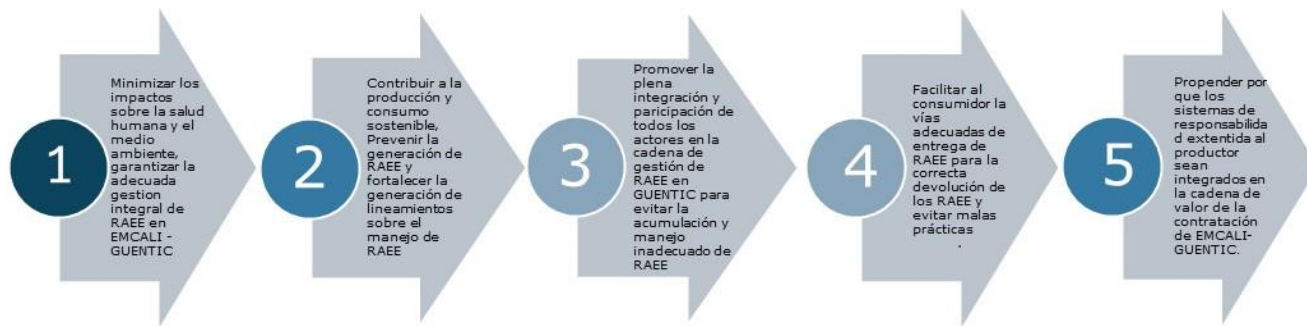 1
Minimizar los
impactos
sobre la salud
humana y el
medio
ambiente,
garantizar la
adecuada
gestion
integral de
RAEE en
EMCALI -
GUENTIC
2
Contribuir a la
producción y
consumo
sostenible,
Prevenir la
generación de
RAEE y
fortalecer la
generación de
lineamientos
sobre el
manejo de
RAEE
3
Promover la
plena
integración y
paricipación de
todos los
actores en la
cadena de
gestión de
RAEE en
GUENTIC para
evitar la
acumulación y
manejo
inadecuado de
RAEE
4
Facilitar al
consumidor la
vías
adecuadas de
entrega de
RAEE para la
correcta
devolución de
los RAEE y
evitar malas
prácticas
.
5
Propender por
que los
sistemas de
responsabilida
d extentida al
productor
sean
integrados en
la cadena de
valor de la
contratación
de EMCALI-
GUENTIC.